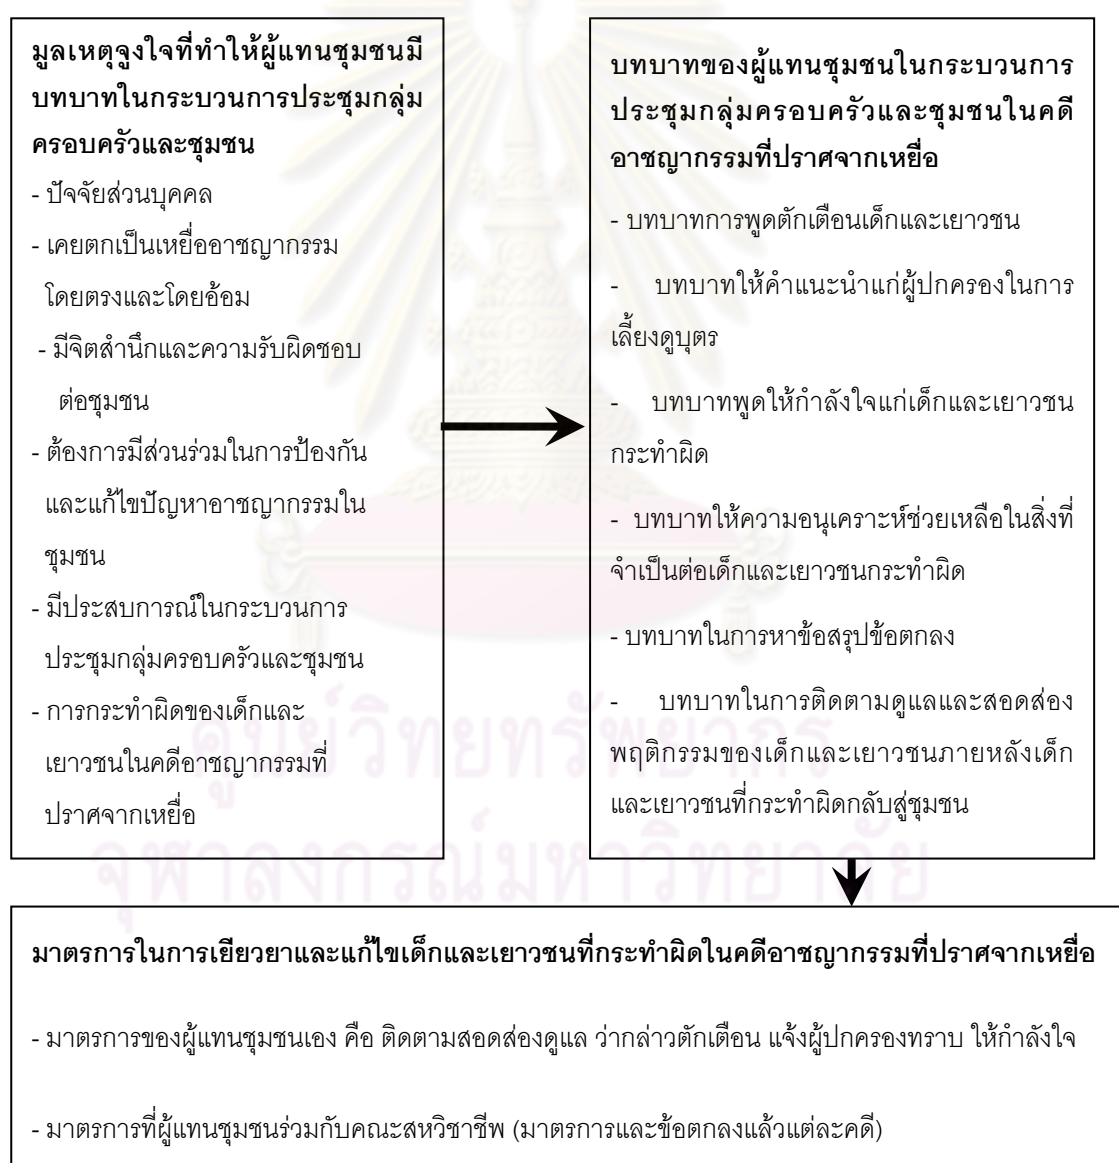 มูลเหตุจูงใจที่ทำให้ผู้แทนชุมชนมี
บทบาทในกระบวนการประชุมกลุ่ม
ครอบครัวและชุมชน
- ปัจจัยส่วนบุคคล
- เคยตกเป็นเหยื่ออาชญากรรม
โดยตรงและโดยอ้อม
- มีจิตสำนึกและความรับผิดชอบ
ต่อชุมชน
- ต้องการมีส่วนร่วมในการป้องกัน
และแก้ไขปัญหาอาชญากรรมใน
ชุมชน
- มีประสบการณ์ในกระบวนการ
ประชุมกลุ่มครอบครัวและชุมชน
- การกระทำผิดของเด็กและ
เยาวชนในคดีอาชญากรรมที่
ปราศจากเหยื่อ
บทบาทของผู้แทนชุมชนในกระบวนการ
ประชุมกลุ่มครอบครัวและชุมชนในคดี
อาชญากรรมที่ปราศจากเหยื่อ
- บทบาทการพูดตักเตือนเด็กและเยาวชน
- บทบาทให้คำแนะนำแก่ผู้ปกครองในการ
เลี้ยงดูบุตร
- บทบาทพูดให้กำลังใจแก่เด็กและเยาวชน
กระทำผิด
- บทบาทให้ความอนุเคราะห์ช่วยเหลือในสิ่งที่
จำเป็นต่อเด็กและเยาวชนกระทำผิด
- บทบาทในการหาข้อสรุปข้อตกลง
- บทบาทในการติดตามดูแลและสอดส่อง
พฤติกรรมของเด็กและเยาวชนภายหลังเด็ก
และเยาวชนที่กระทำผิดกลับสู่ชุมชน
ศูนย์วิทยทรัพยากร
จุฬาลงกรณ์มหาวิทยาลัย
มาตรการในการเยียวยาและแก้ไขเด็กและเยาวชนที่กระทำผิดในคดีอาชญากรรมที่ปราศจากเหยื่อ
- มาตรการของผู้แทนชุมชนเอง คือ ติดตามสอดส่องดูแล ว่ากล่าวตักเตือน แจ้งผู้ปกครองทราบ ให้กำลังใจ
- มาตรการที่ผู้แทนชุมชนร่วมกับคณะสหวิชาชีพ (มาตรการและข้อตกลงแล้วแต่ละคดี)